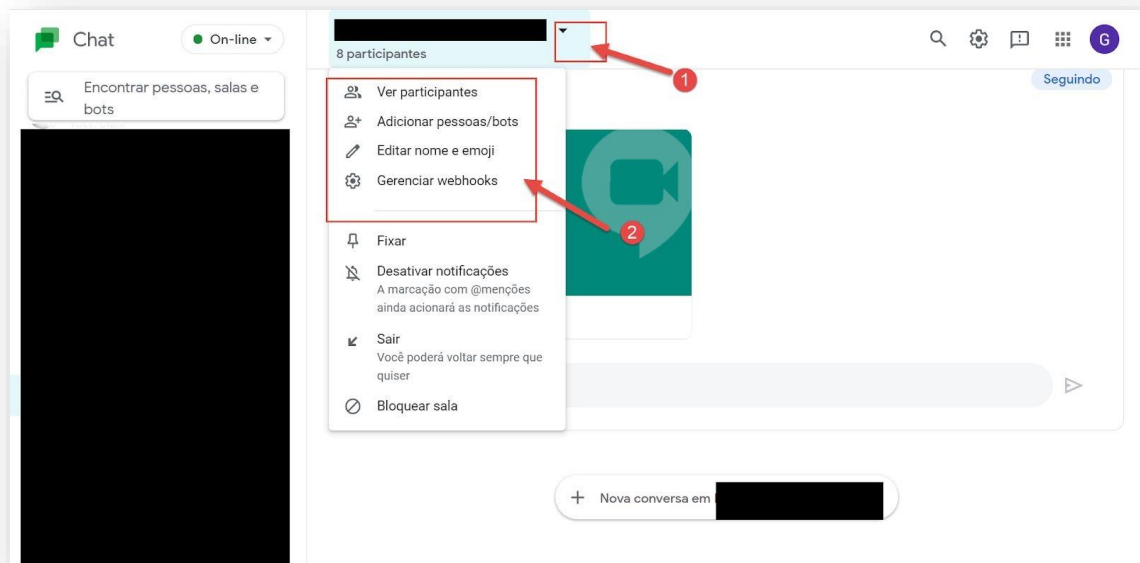 Chat
On-line
8 participantes
1
G
Encontrar pessoas, salas e
bots
Seguindo
Ver participantes
Adicionar pessoas/bots
Editar nome e emoji
Gerenciar webhooks
2
Fixar
Desativar notificações
A marcação com @menções
ainda acionará as notificações
Sair
Você poderá voltar sempre que
quiser
Bloquear sala
Nova conversa em